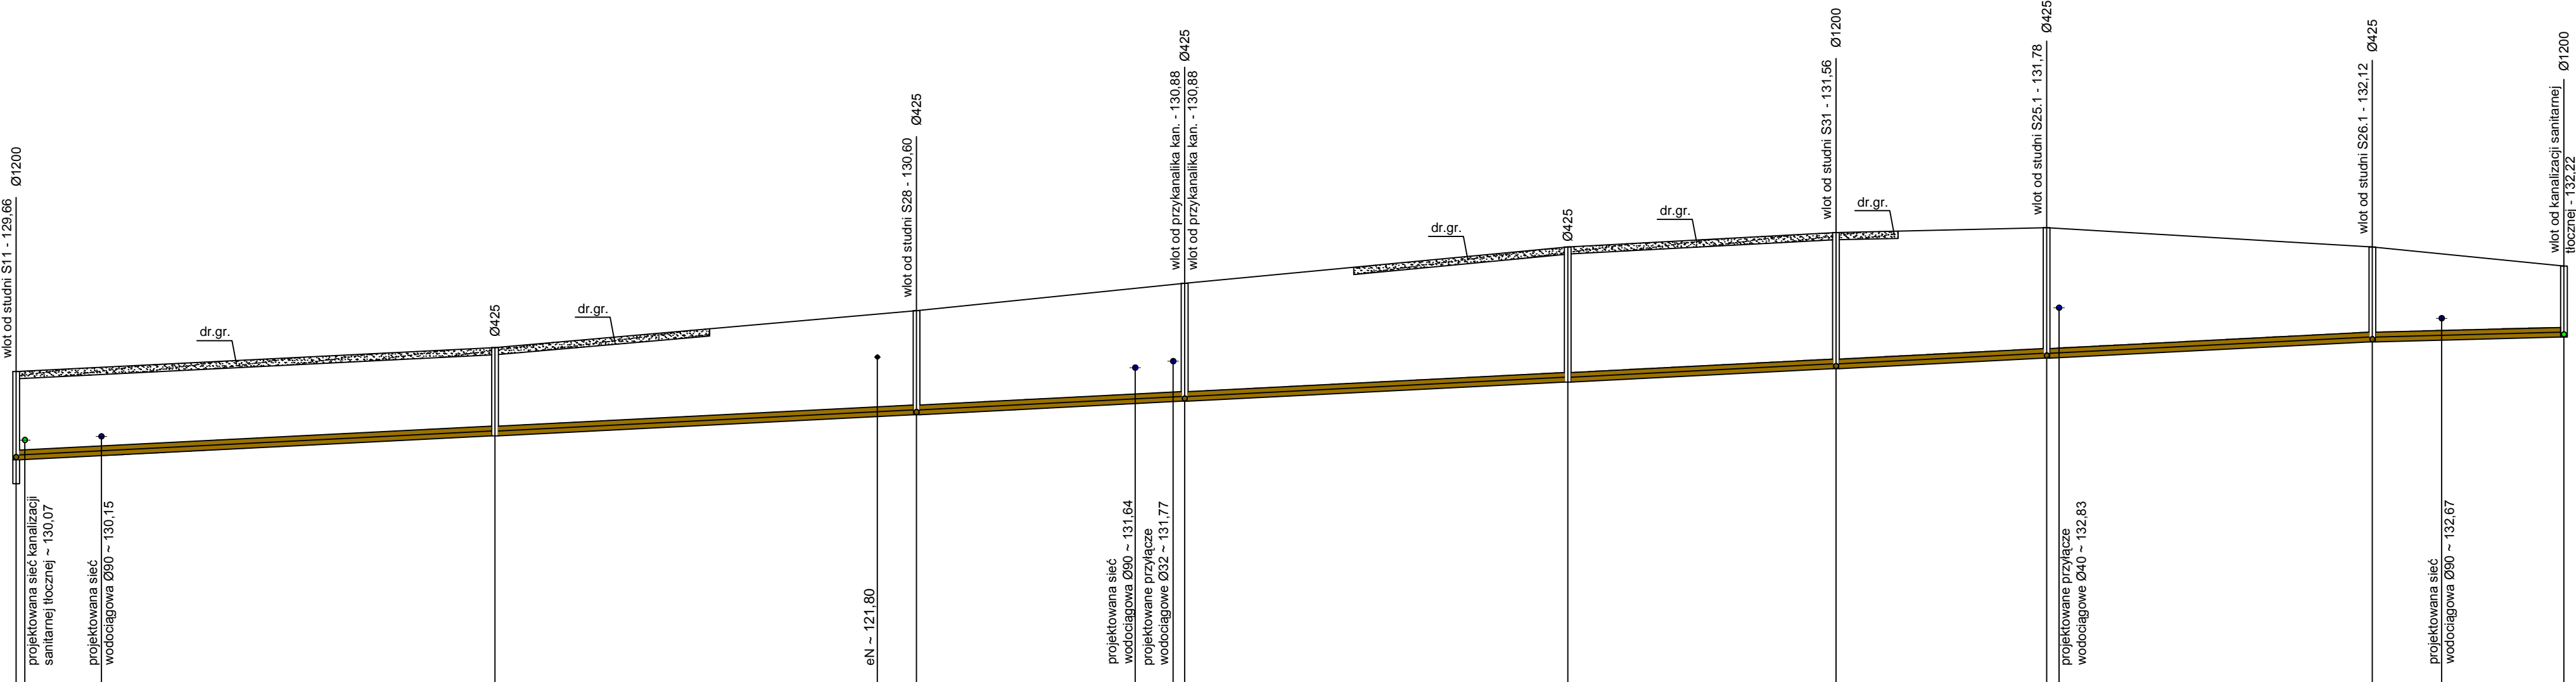 Ø1200
wlot od studni S11 - 129,66
projektowana sieć kanalizacji
sanitarnej tłocznej ~ 130,07
projektowana sieć
wodociągowa Ø90 ~ 130,15
dr.gr.
Ø425
dr.gr.
eN ~ 121,80
Ø425
wlot od studni S28 - 130,60
projektowana sieć
wodociągowa Ø90 ~ 131,64
projektowane przyłącze
wodociągowe Ø32 ~ 131,77
Ø425
wlot od przykanalika kan. - 130,88
wlot od przykanalika kan. - 130,88
dr.gr.
Ø425
dr.gr.
Ø1200
wlot od studni S31 - 131,56
dr.gr.
Ø425
wlot od studni S25.1 - 131,78
projektowane przyłącze
wodociągowe Ø40 ~ 132,83
Ø425
wlot od studni S26.1 - 132,12
projektowana sieć
wodociągowa Ø90 ~ 132,67
Ø1200
wlot od kanalizacji sanitarnej
tłocznej - 132,22